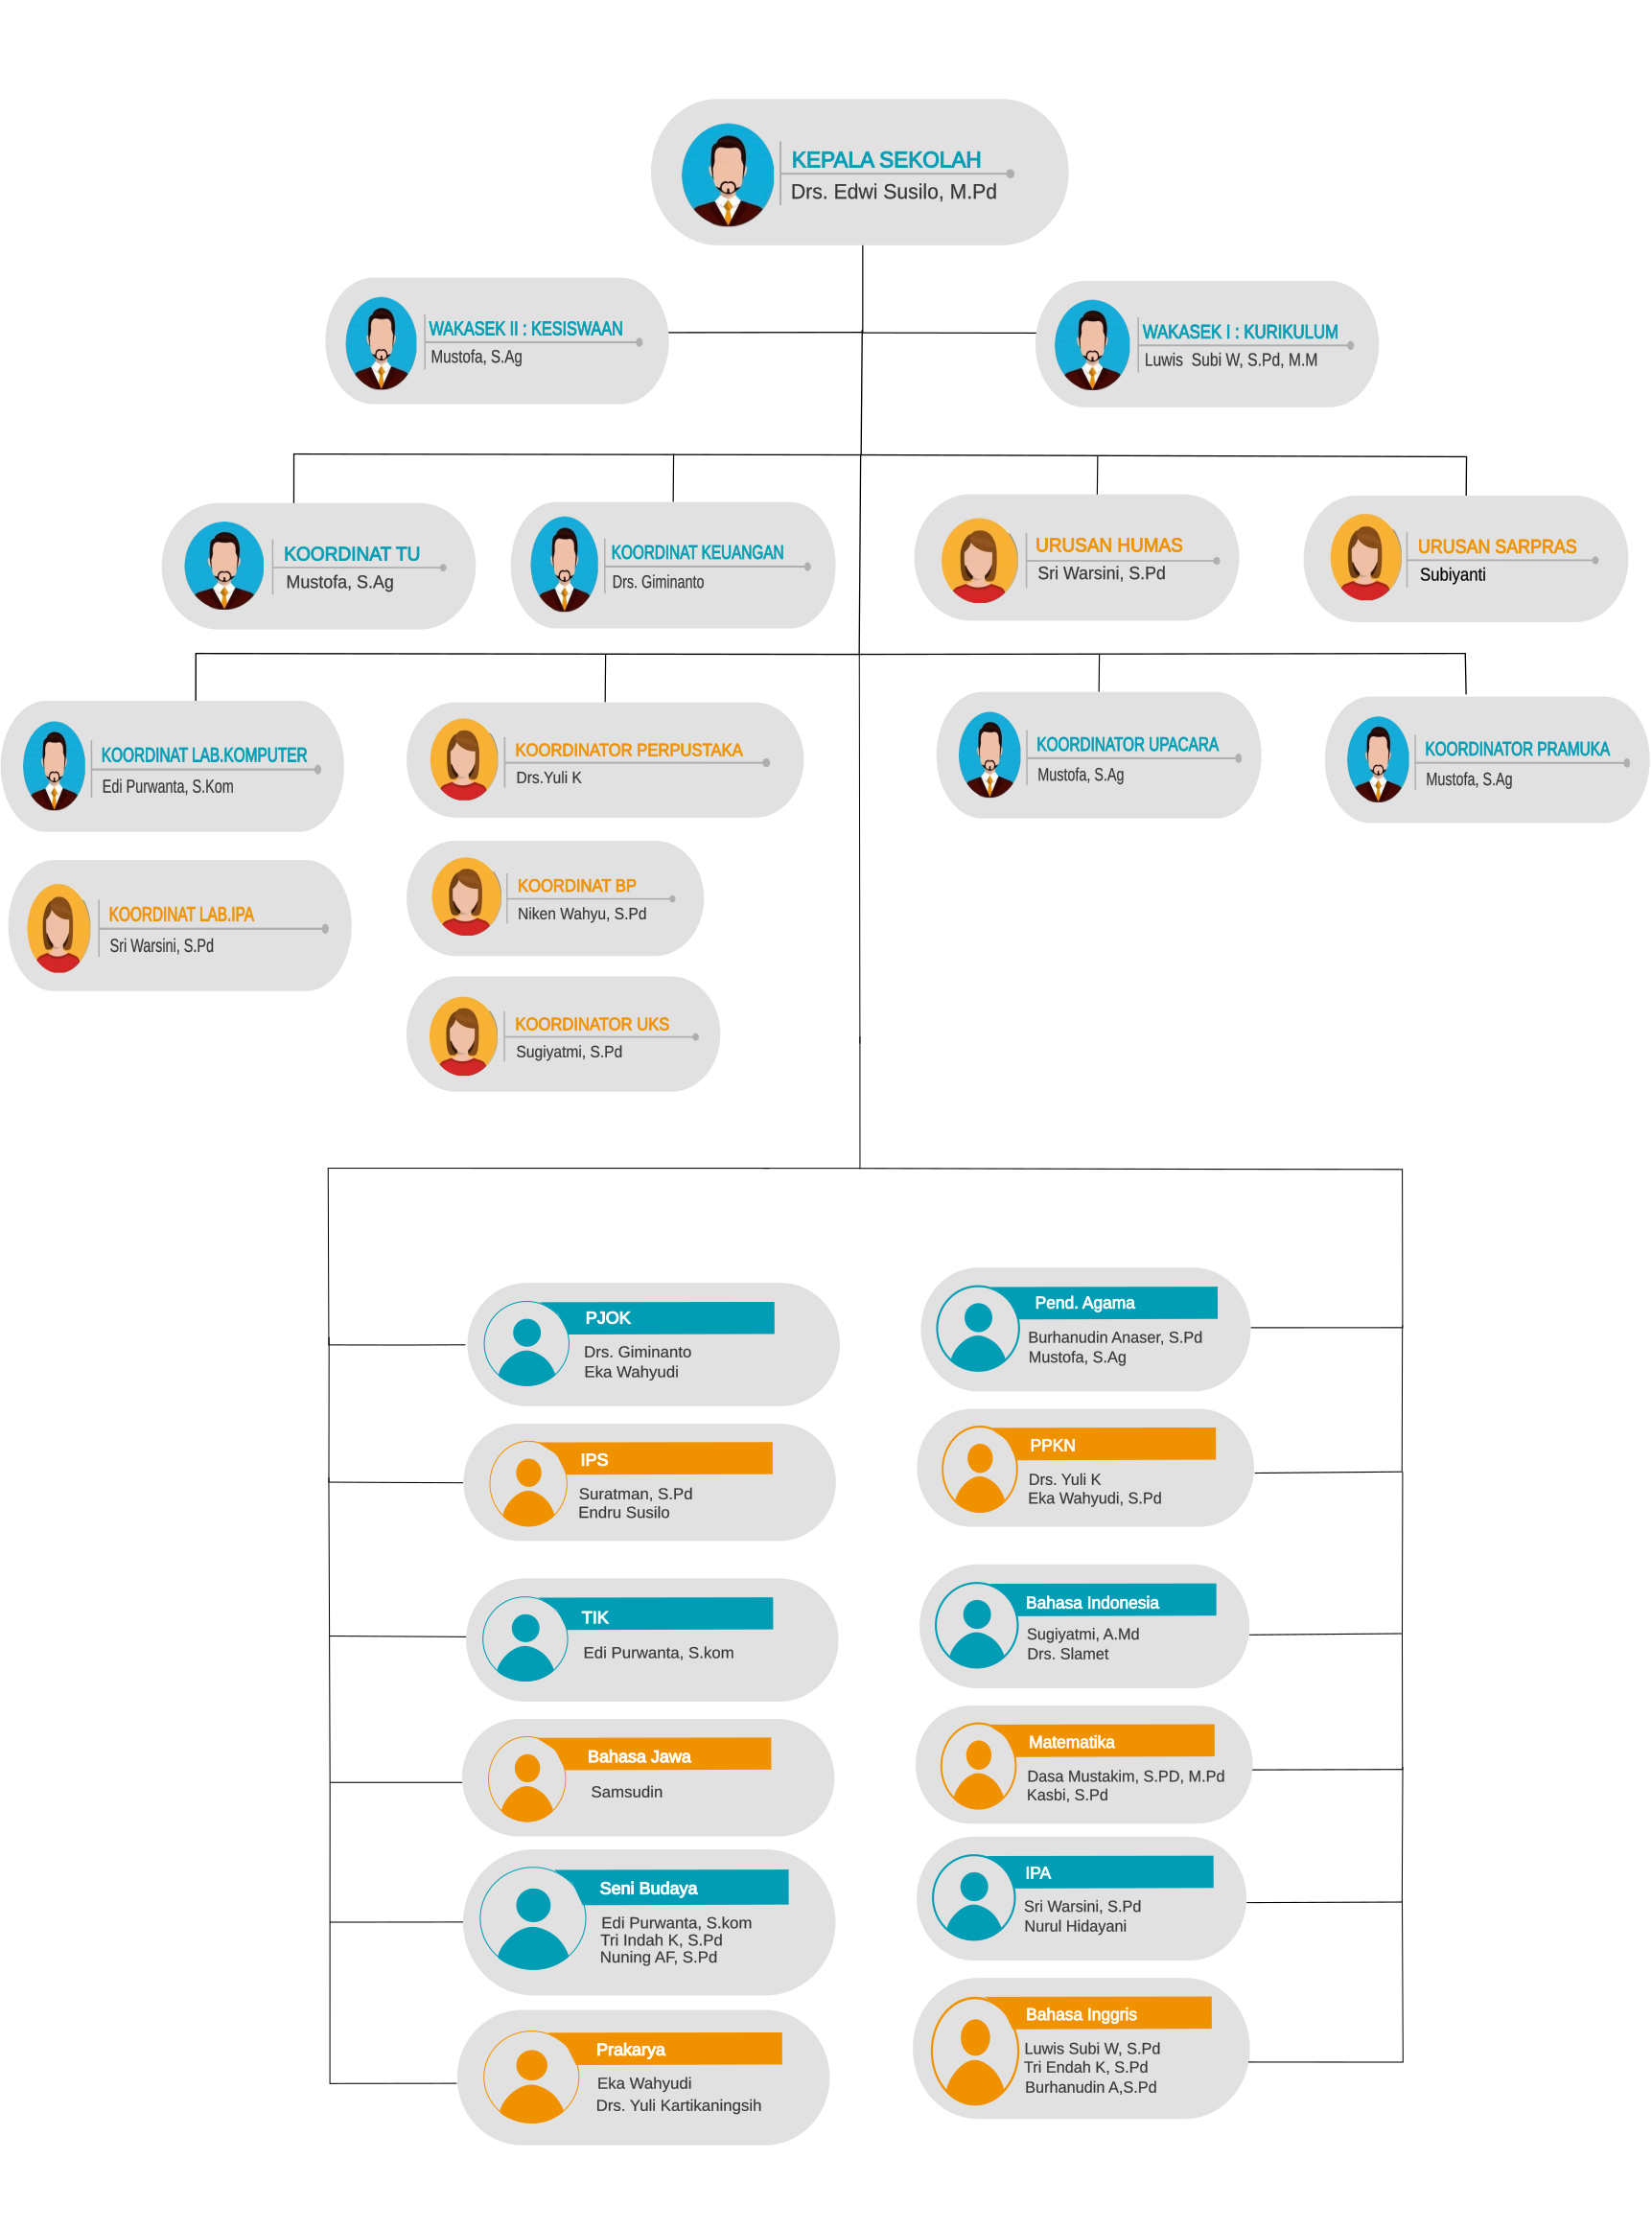 KEPALA SEKOLAH
Drs. Edwi Susilo, M.Pd
WAKASEK II : KESISWAAN
Mustofa, S.Ag
WAKASEK I : KURIKULUM
Luwis  Subi W, S.Pd, M.M
KOORDINAT TU
Mustofa, S.Ag
KOORDINAT KEUANGAN
Drs. Giminanto
URUSAN HUMAS
Sri Warsini, S.Pd
URUSAN SARPRAS
Subiyanti
KOORDINAT LAB.KOMPUTER
Edi Purwanta, S.Kom
KOORDINATOR PERPUSTAKA
Drs.Yuli K
KOORDINATOR UPACARA
Mustofa, S.Ag
KOORDINATOR PRAMUKA
Mustofa, S.Ag
KOORDINAT LAB.IPA
Sri Warsini, S.Pd
KOORDINAT BP
Niken Wahyu, S.Pd
KOORDINATOR UKS
Sugiyatmi, S.Pd
PJOK
Drs. Giminanto
Eka Wahyudi
Pend. Agama
Burhanudin Anaser, S.Pd
Mustofa, S.Ag
IPS
Suratman, S.Pd
Endru Susilo
PPKN
Drs. Yuli K
Eka Wahyudi, S.Pd
TIK
Edi Purwanta, S.kom
Bahasa Indonesia
Sugiyatmi, A.Md
Drs. Slamet
Bahasa Jawa
Samsudin
Matematika
Dasa Mustakim, S.PD, M.Pd
Kasbi, S.Pd
Seni Budaya
Edi Purwanta, S.kom
Tri Indah K, S.Pd
Nuning AF, S.Pd
IPA
Sri Warsini, S.Pd
Nurul Hidayani
Prakarya
Eka Wahyudi
Drs. Yuli Kartikaningsih
Bahasa Inggris
Luwis Subi W, S.Pd
Tri Endah K, S.Pd
Burhanudin A,S.Pd